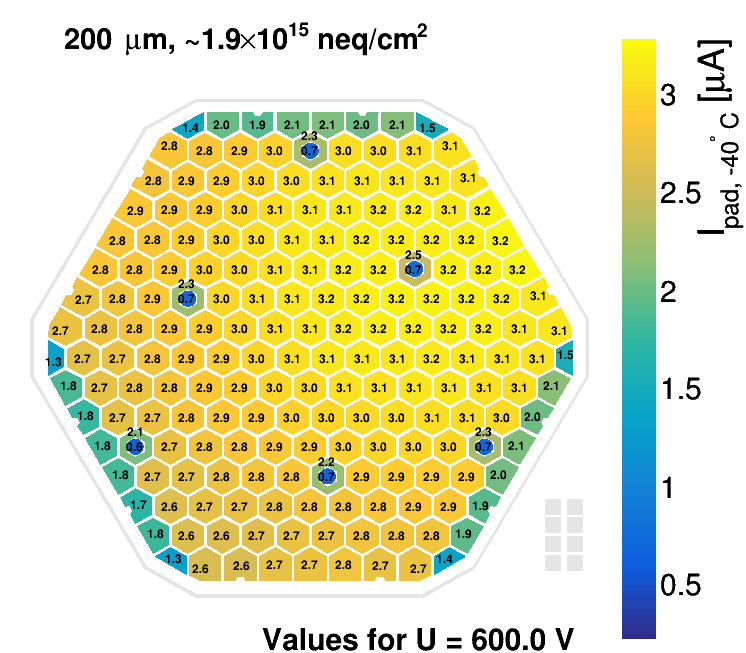 200 μm, ~1.9×10¹⁵ neq/cm²
1.4 2.0 1.9 2.1 2.1 2.0 2.1 1.5
2.3
2.8 2.8 2.9 3.0 0.7 3.0 3.0 3.1 3.1
2.8 2.9 2.9 3.0 3.0 3.1 3.1 3.1 3.1 3.1
2.9 2.9 2.9 3.0 3.1 3.1 3.1 3.2 3.2 3.1 3.2
2.8 2.8 2.9 3.0 3.0 3.1 3.1 3.2 3.2 3.2 3.2 3.2
2.5
2.8 2.8 2.9 3.0 3.0 3.1 3.1 3.2 3.2 0.7 3.2 3.2 3.2
2.3
2.7 2.8 2.9 0.7 3.0 3.1 3.1 3.2 3.2 3.2 3.2 3.2 3.2 3.1
2.7 2.8 2.8 2.9 2.9 3.0 3.1 3.1 3.2 3.2 3.2 3.2 3.2 3.1 3.1
1.3 2.7 2.7 2.8 2.9 2.9 3.0 3.1 3.1 3.1 3.1 3.2 3.1 3.1 3.1 1.5
1.8 2.7 2.8 2.8 2.9 2.9 3.0 3.0 3.1 3.1 3.1 3.1 3.1 3.1 2.1
1.8 2.7 2.7 2.8 2.9 2.9 3.0 3.0 3.0 3.0 3.1 3.1 3.0 2.0
2.1 2.3
1.8 0.6 2.7 2.8 2.8 2.9 2.9 3.0 3.0 3.0 3.0 0.7 2.1
2.2
1.8 2.7 2.7 2.8 2.8 2.8 0.7 2.9 2.9 2.9 2.9 2.0
1.7 2.6 2.7 2.7 2.8 2.8 2.8 2.8 2.9 2.9 1.9
1.8 2.6 2.6 2.7 2.7 2.7 2.8 2.8 2.8 1.9
1.3 2.6 2.6 2.7 2.7 2.8 2.7 2.7 1.4
Values for U = 600.0 V
3
2.5
2
1.5
1
0.5
I pad, -40° C [μA]